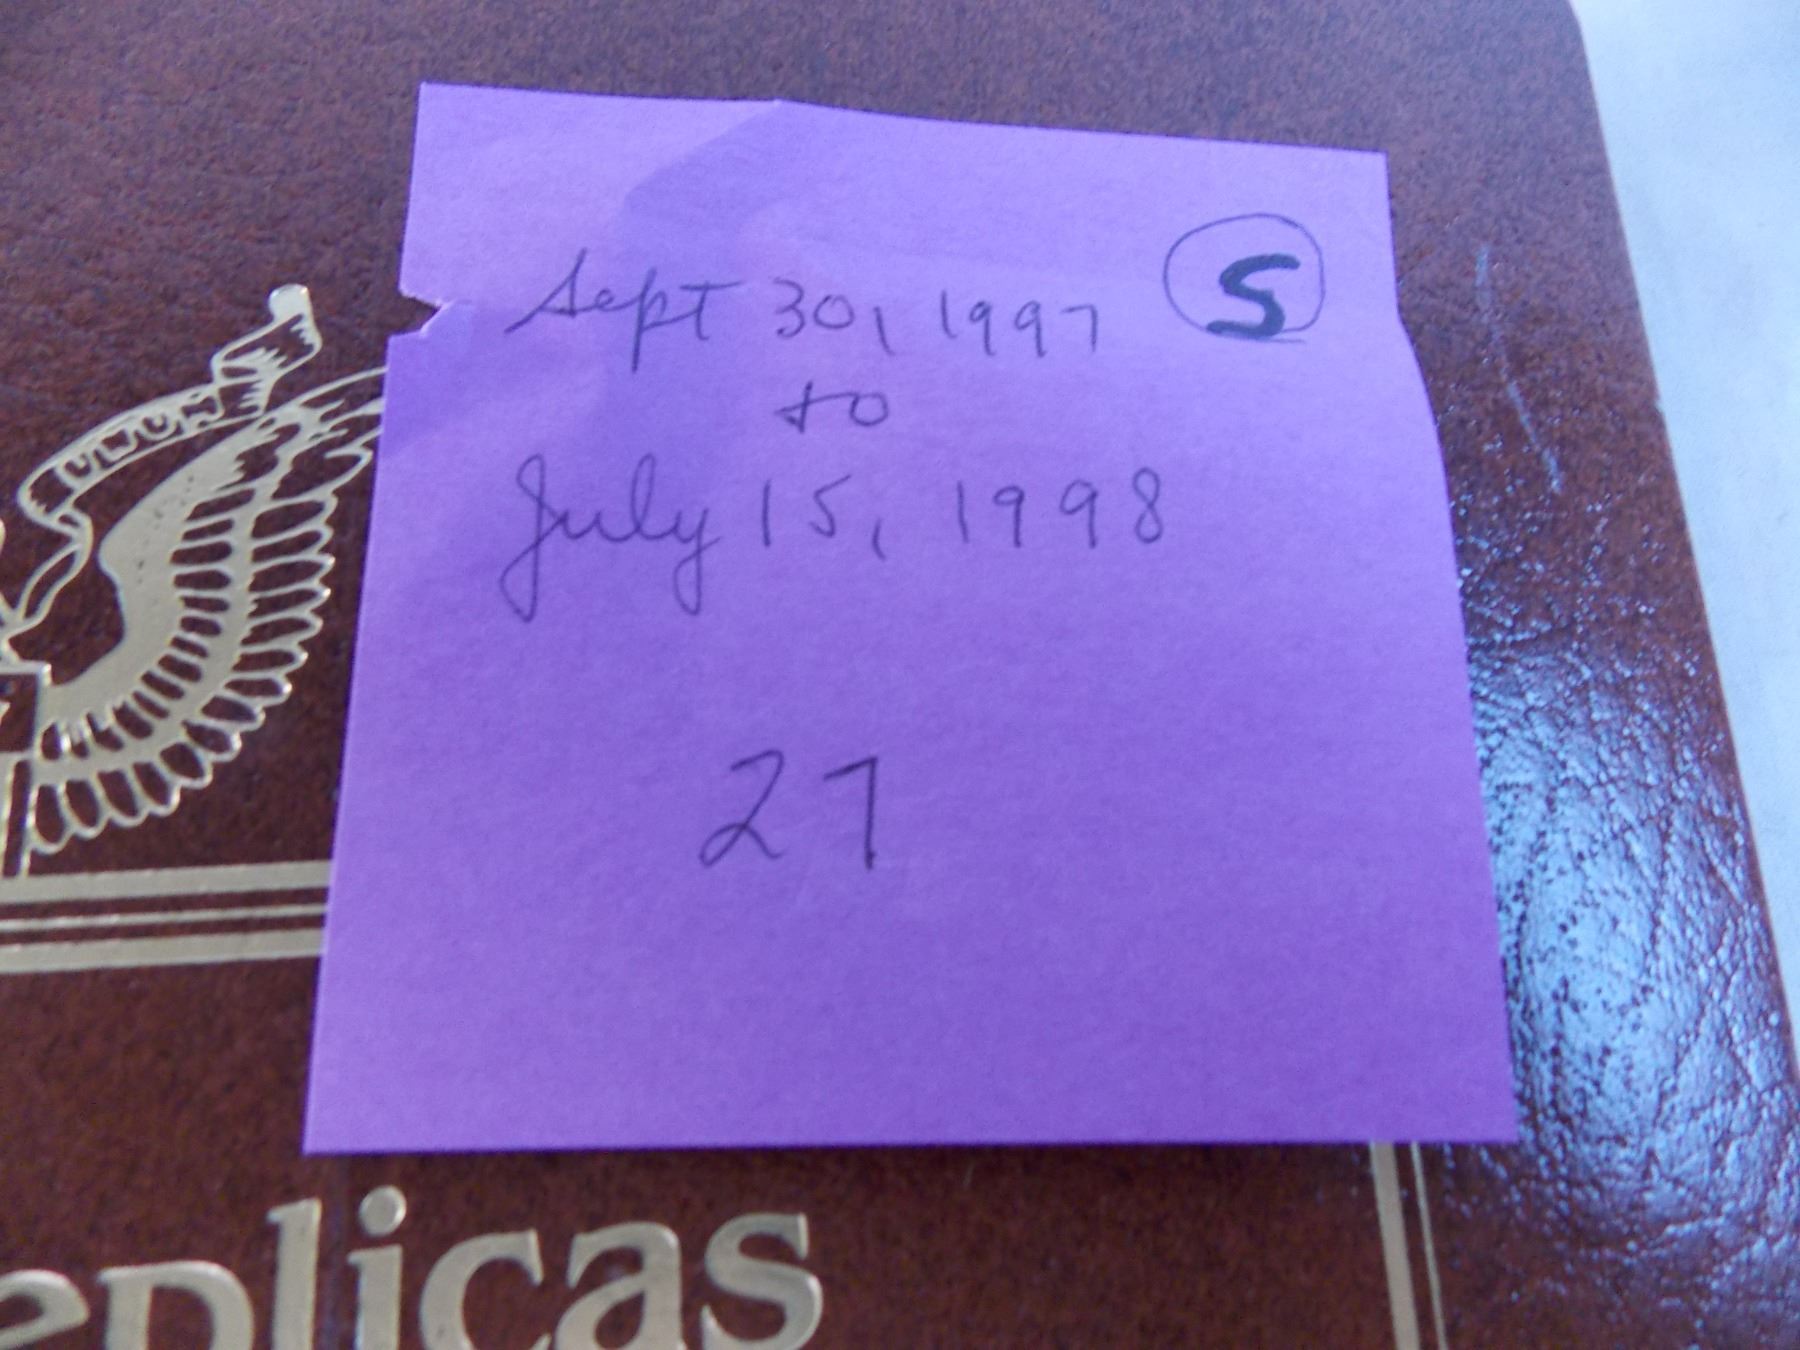 Sept 30, 1997 S
to
July 15, 1998
27
eplicas